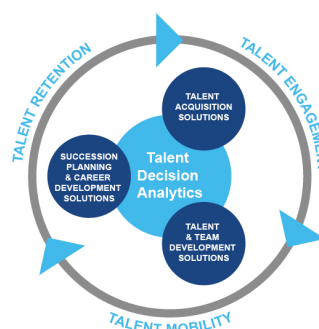 TALENT RETENTION
TALENT ENGAGEMENT
TALENT
ACQUISITION
SOLUTIONS
SUCCESSION
PLANNING
& CAREER
DEVELOPMENT
SOLUTIONS
Talent
Decision
Analytics
TALENT
& TEAM
DEVELOPMENT
SOLUTIONS
TALENT MOBILITY